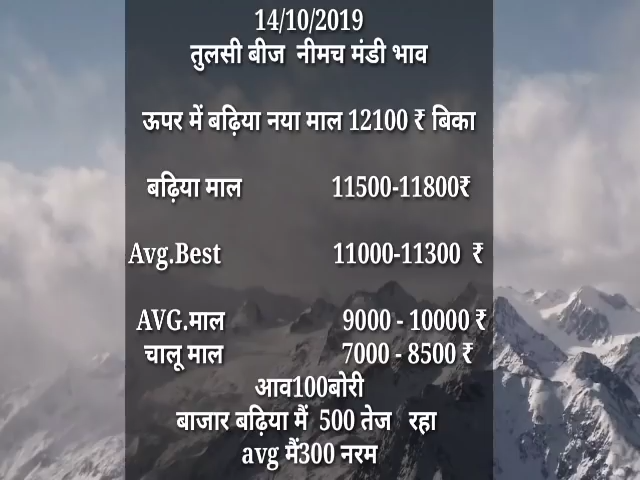 14/10/2019
तुलसी बीज नीमच मंडी भाव
ऊपर में बढ़िया नया माल 12100 ₹ बिका
बढ़िया माल 11500-11800₹
Avg.Best 11000-11300 ₹
AVG.माल 9000 - 10000 ₹
चालू माल 7000 - 8500 ₹
आव100बोरी
बाजार बढ़िया मैं 500 तेज रहा
avg मैं300 नरम